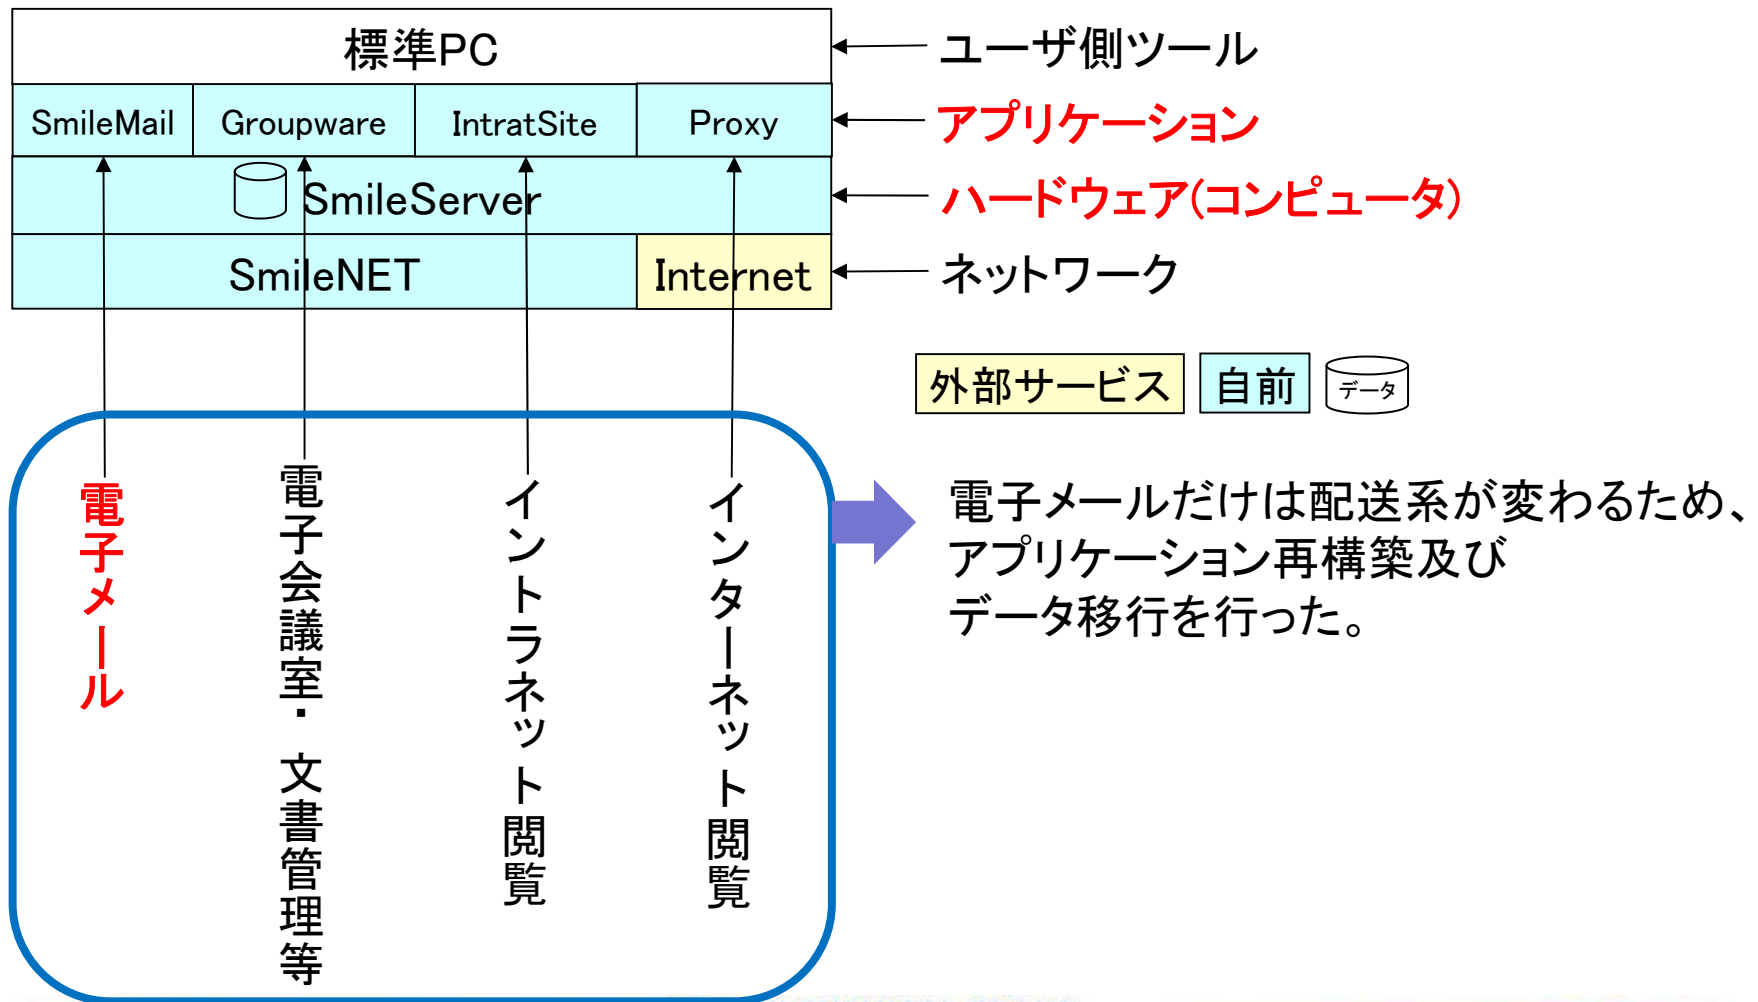 標準PC
ユーザ側ツール
SmileMail
Groupware
IntratSite
Proxy
アプリケーション
SmileServer
ハードウェア(コンピュータ)
SmileNET
Internet
ネットワーク
外部サービス
自前
データ
電子メール
電子会議室・文書管理等
イントラネット閲覧
インターネット閲覧
電子メールだけは配送系が変わるため、
アプリケーション再構築及び
データ移行を行った。